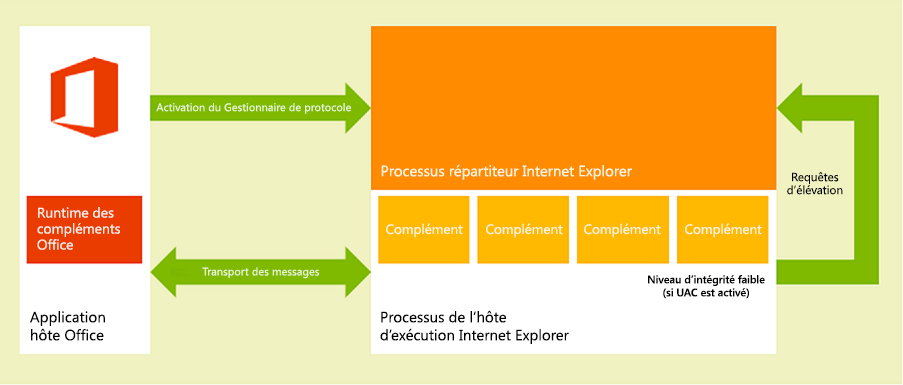 Activation du Gestionnaire de protocole
Processus répartiteur Internet Explorer
Requêtes
d'élévation
Runtime des
compléments
Office
Complément
Complément
Complément
Complément
Transport des messages
Niveau d'intégrité faible
(si UAC est activé)
Application
hôte Office
Processus de l'hôte
d'exécution Internet Explorer